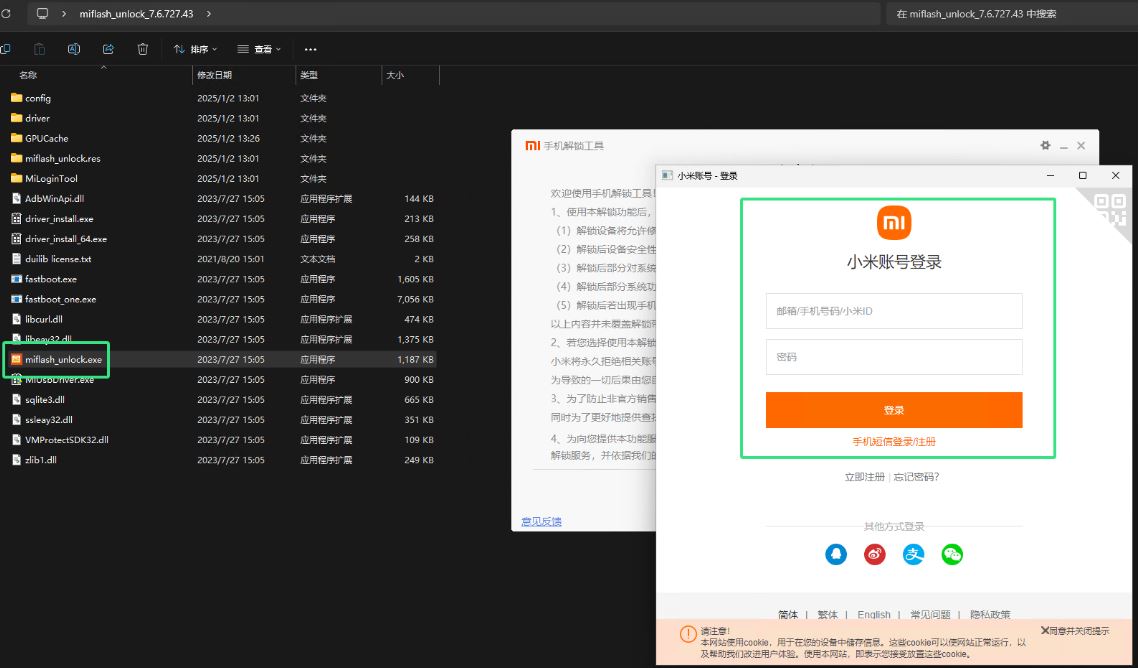 miflash_unlock_7.6.727.43
在 miflash_unlock_7.6.727.43 中搜索
排序
查看
名称 修改日期 类型 大小
config 2025/1/2 13:01 文件夹
driver 2025/1/2 13:01 文件夹
GPUCache 2025/1/2 13:26 文件夹
miflash_unlock.res 2025/1/2 13:01 文件夹
MiLoginTool 2025/1/2 13:01 文件夹
AdbWinApi.dll 2023/7/27 15:05 应用程序扩展 144 KB
driver_install.exe 2023/7/27 15:05 应用程序 213 KB
driver_install_64.exe 2023/7/27 15:05 应用程序 258 KB
duilib license.txt 2021/8/20 15:01 文本文档 2 KB
fastboot.exe 2023/7/27 15:05 应用程序 1,605 KB
fastboot_one.exe 2023/7/27 15:05 应用程序 7,056 KB
libcurl.dll 2023/7/27 15:05 应用程序扩展 474 KB
libeay32.dll 2023/7/27 15:05 应用程序扩展 1,375 KB
miflash_unlock.exe 2023/7/27 15:05 应用程序 1,187 KB
MiUsbDriver.exe 2023/7/27 15:05 应用程序 900 KB
sqlite3.dll 2023/7/27 15:05 应用程序扩展 665 KB
ssleay32.dll 2023/7/27 15:05 应用程序扩展 351 KB
VMProtectSDK32.dll 2023/7/27 15:05 应用程序扩展 109 KB
zlib1.dll 2023/7/27 15:05 应用程序扩展 249 KB
手机解锁工具
欢迎使用手机解锁工具!
1、使用本解锁功能后，
（1）解锁设备将允许修
（2）解锁后设备安全性
（3）解锁后部分对系统
（4）解锁后部分系统功
（5）解锁后若出现手机
以上内容并未覆盖解锁可
2、若您选择使用本解锁
小米将永久拒绝相关账号
为导致的一切后果由您自
3、为了防止非官方销售
同时为了更好地提供查找
4、为向您提供本功能服
解锁服务，并依据我们的
意见反馈
小米账号 - 登录
小米账号登录
邮箱/手机号码/小米ID
密码
登录
手机短信登录/注册
立即注册 | 忘记密码?
其他方式登录
简体 | 繁体 | English | 常见问题 | 隐私政策
请注意!
同意并关闭提示
本网站使用cookie，用于在您的设备中储存信息。这些cookie可以使网站正常运行，以
及帮助我们改进用户体验。使用本网站，即表示您接受放置这些cookie。